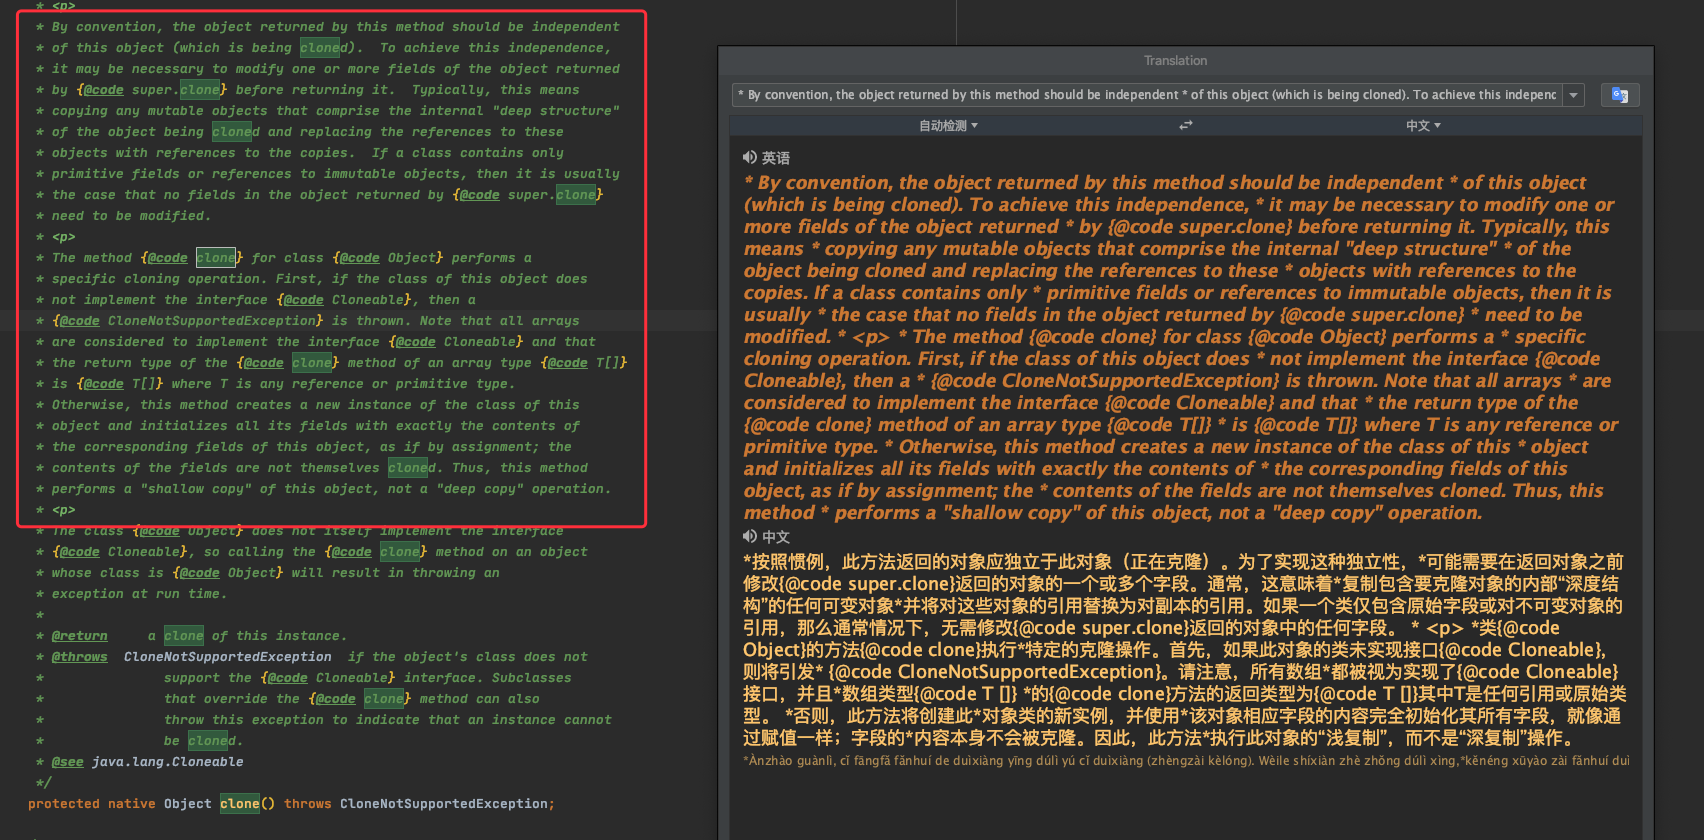 * <p>
* By convention, the object returned by this method should be independent
* of this object (which is being cloned).  To achieve this independence,
* it may be necessary to modify one or more fields of the object returned
* by {@code super.clone} before returning it.  Typically, this means
* copying any mutable objects that comprise the internal "deep structure"
* of the object being cloned and replacing the references to these
* objects with references to the copies.  If a class contains only
* primitive fields or references to immutable objects, then it is usually
* the case that no fields in the object returned by {@code super.clone}
* need to be modified.
* <p>
* The method {@code clone} for class {@code Object} performs a
* specific cloning operation. First, if the class of this object does
* not implement the interface {@code Cloneable}, then a
* {@code CloneNotSupportedException} is thrown. Note that all arrays
* are considered to implement the interface {@code Cloneable} and that
* the return type of the {@code clone} method of an array type {@code T[]}
* is {@code T[]} where T is any reference or primitive type.
* Otherwise, this method creates a new instance of the class of this
* object and initializes all its fields with exactly the contents of
* the corresponding fields of this object, as if by assignment; the
* contents of the fields are not themselves cloned. Thus, this method
* performs a "shallow copy" of this object, not a "deep copy" operation.
* <p>
* The class {@code Object} does not itself implement the interface
* {@code Cloneable}, so calling the {@code clone} method on an object
* whose class is {@code Object} will result in throwing an
* exception at run time.
*
* @return     a clone of this instance.
* @throws  CloneNotSupportedException  if the object's class does not
*               support the {@code Cloneable} interface. Subclasses
*               that override the {@code clone} method can also
*               throw this exception to indicate that an instance cannot
*               be cloned.
* @see java.lang.Cloneable
*/
protected native Object clone() throws CloneNotSupportedException;
Translation
* By convention, the object returned by this method should be independent * of this object (which is being cloned). To achieve this independenc
自动检测
中文
英语
* By convention, the object returned by this method should be independent * of this object
(which is being cloned). To achieve this independence, * it may be necessary to modify one or
more fields of the object returned * by {@code super.clone} before returning it. Typically, this
means * copying any mutable objects that comprise the internal "deep structure" * of the
object being cloned and replacing the references to these * objects with references to the
copies. If a class contains only * primitive fields or references to immutable objects, then it is
usually * the case that no fields in the object returned by {@code super.clone} * need to be
modified. * <p> * The method {@code clone} for class {@code Object} performs a * specific
cloning operation. First, if the class of this object does * not implement the interface {@code
Cloneable}, then a * {@code CloneNotSupportedException} is thrown. Note that all arrays * are
considered to implement the interface {@code Cloneable} and that * the return type of the
{@code clone} method of an array type {@code T[]} * is {@code T[]} where T is any reference or
primitive type. * Otherwise, this method creates a new instance of the class of this * object
and initializes all its fields with exactly the contents of * the corresponding fields of this
object, as if by assignment; the * contents of the fields are not themselves cloned. Thus, this
method * performs a "shallow copy" of this object, not a "deep copy" operation.
中文
*按照惯例，此方法返回的对象应独立于此对象（正在克隆）。为了实现这种独立性，*可能需要在返回对象之前
修改{@code super.clone}返回的对象的一个或多个字段。通常，这意味着*复制包含要克隆对象的内部“深度结
构”的任何可变对象*并将对这些对象的引用替换为对副本的引用。如果一个类仅包含原始字段或对不可变对象的
引用，那么通常情况下，无需修改{@code super.clone}返回的对象中的任何字段。 * <p> *类{@code
Object}的方法{@code clone}执行*特定的克隆操作。首先，如果此对象的类未实现接口{@code Cloneable}，
则将引发* {@code CloneNotSupportedException}。请注意，所有数组*都被视为实现了{@code Cloneable}
接口，并且*数组类型{@code T []} *的{@code clone}方法的返回类型为{@code T []}其中T是任何引用或原始类
型。 *否则，此方法将创建此*对象类的新实例，并使用*该对象相应字段的内容完全初始化其所有字段，就像通
过赋值一样；字段的*内容本身不会被克隆。因此，此方法*执行此对象的“浅复制”，而不是“深复制”操作。
*Ànzhào guànlì, cǐ fāngfǎ fǎnhuí de duìxiàng yīng dúlì yú cǐ duìxiàng (zhèngzài kèlóng). Wèile shíxiàn zhè zhǒng dúlì xìng,*kěnéng xūyào zài fǎnhuí duì